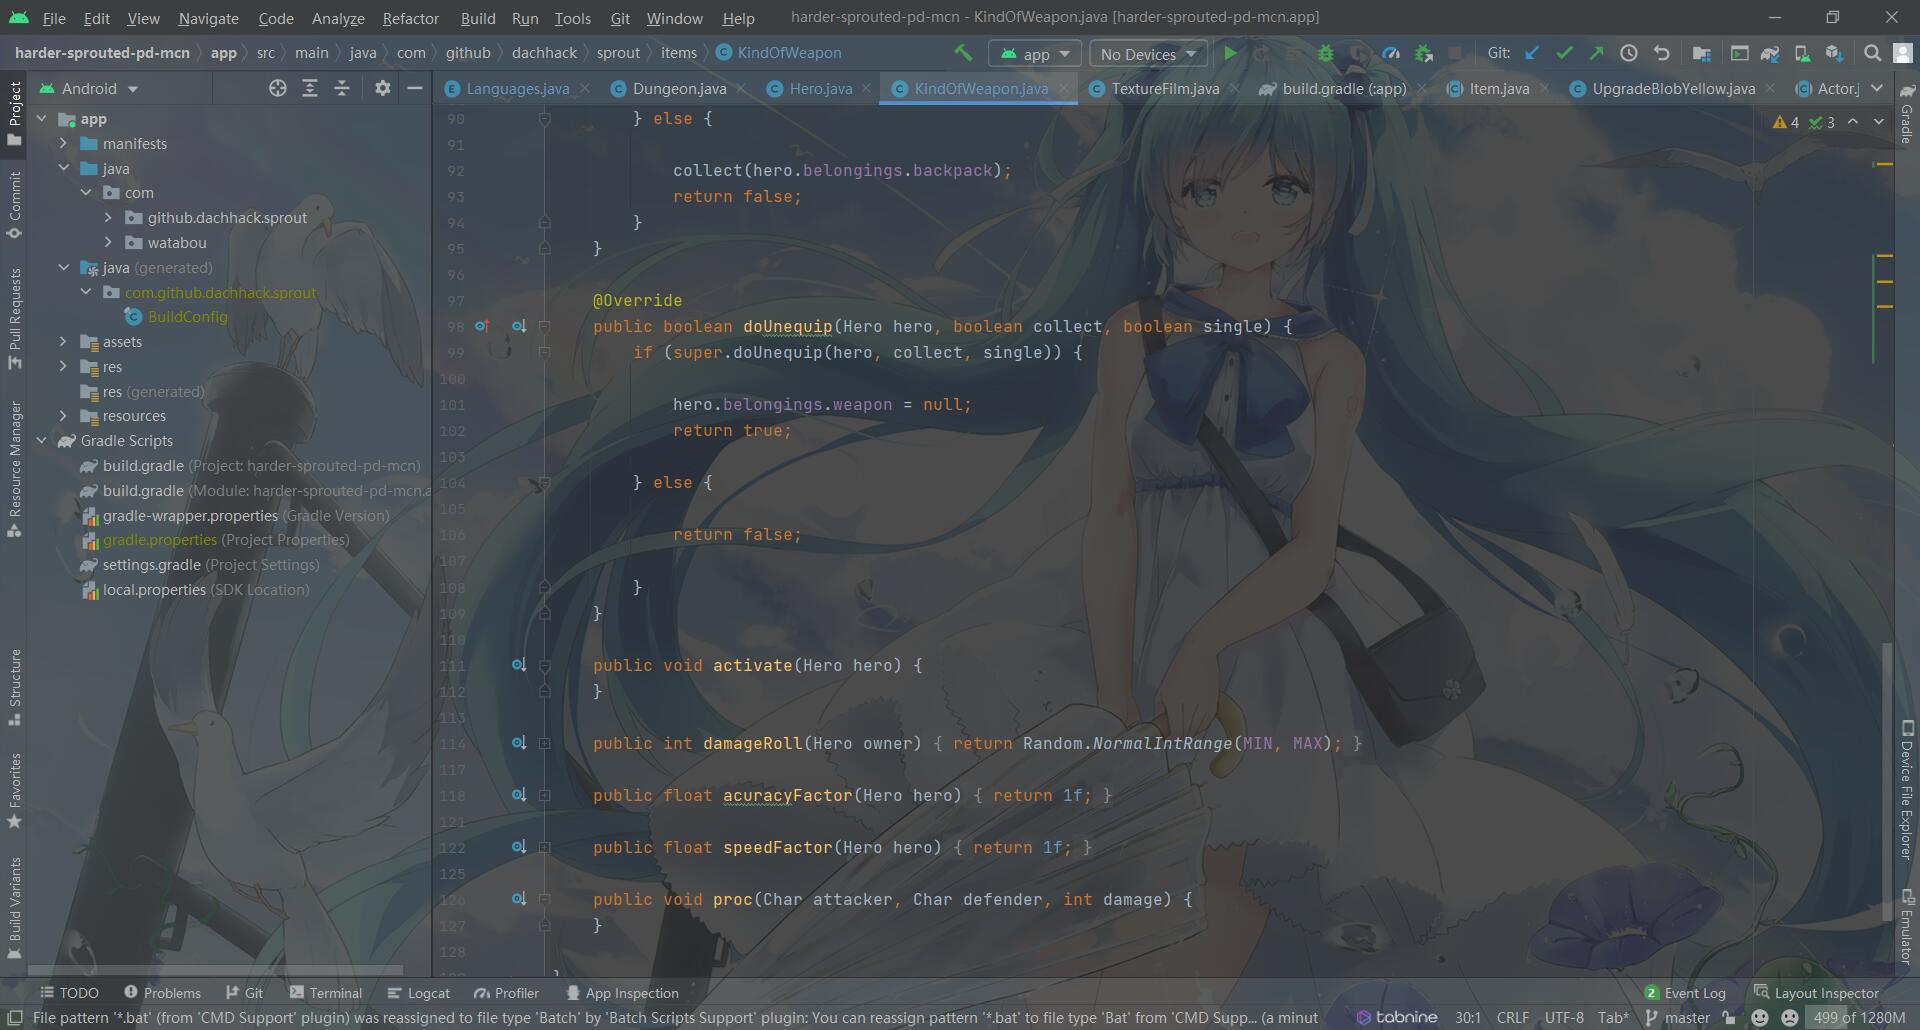 File Edit View Navigate Code Analyze Refactor Build Run Tools Git Window Help harder-sprouted-pd-mcn - KindOfWeapon.java [harder-sprouted-pd-mcn.app]
harder-sprouted-pd-mcn app src main java com github dachhack sprout items KindOfWeapon app No Devices Git:
Project
Commit
Pull Requests
Resource Manager
Structure
Favorites
Build Variants
Android
app
manifests
java
com
github.dachhack.sprout
watabou
java (generated)
com.github.dachhack.sprout
BuildConfig
assets
res
res (generated)
resources
Gradle Scripts
build.gradle (Project: harder-sprouted-pd-mcn)
build.gradle (Module: harder-sprouted-pd-mcn.a
gradle-wrapper.properties (Gradle Version)
gradle.properties (Project Properties)
settings.gradle (Project Settings)
local.properties (SDK Location)
Languages.java Dungeon.java Hero.java KindOfWeapon.java TextureFilm.java build.gradle (:app) Item.java UpgradeBlobYellow.java Actor.j
4 3
90 } else {
91
92 collect(hero.belongings.backpack);
93 return false;
94 }
95 }
96
97 @Override
98 public boolean doUnequip(Hero hero, boolean collect, boolean single) {
99 if (super.doUnequip(hero, collect, single)) {
100
101 hero.belongings.weapon = null;
102 return true;
103
104 } else {
105
106 return false;
107
108 }
109 }
110
111 public void activate(Hero hero) {
112 }
113
114 public int damageRoll(Hero owner) { return Random.NormalIntRange(MIN, MAX); }
117
118 public float acuracyFactor(Hero hero) { return 1f; }
121
122 public float speedFactor(Hero hero) { return 1f; }
125
126 public void proc(Char attacker, Char defender, int damage) {
127 }
128
Gradle
Device File Explorer
Emulator
TODO Problems Git Terminal Logcat Profiler App Inspection 2 Event Log Layout Inspector
File pattern '*.bat' (from 'CMD Support' plugin) was reassigned to file type 'Batch' by 'Batch Scripts Support' plugin: You can reassign pattern '*.bat' to file type 'Bat' from 'CMD Supp... (a minut tabnine 30:1 CRLF UTF-8 Tab* master 499 of 1280M